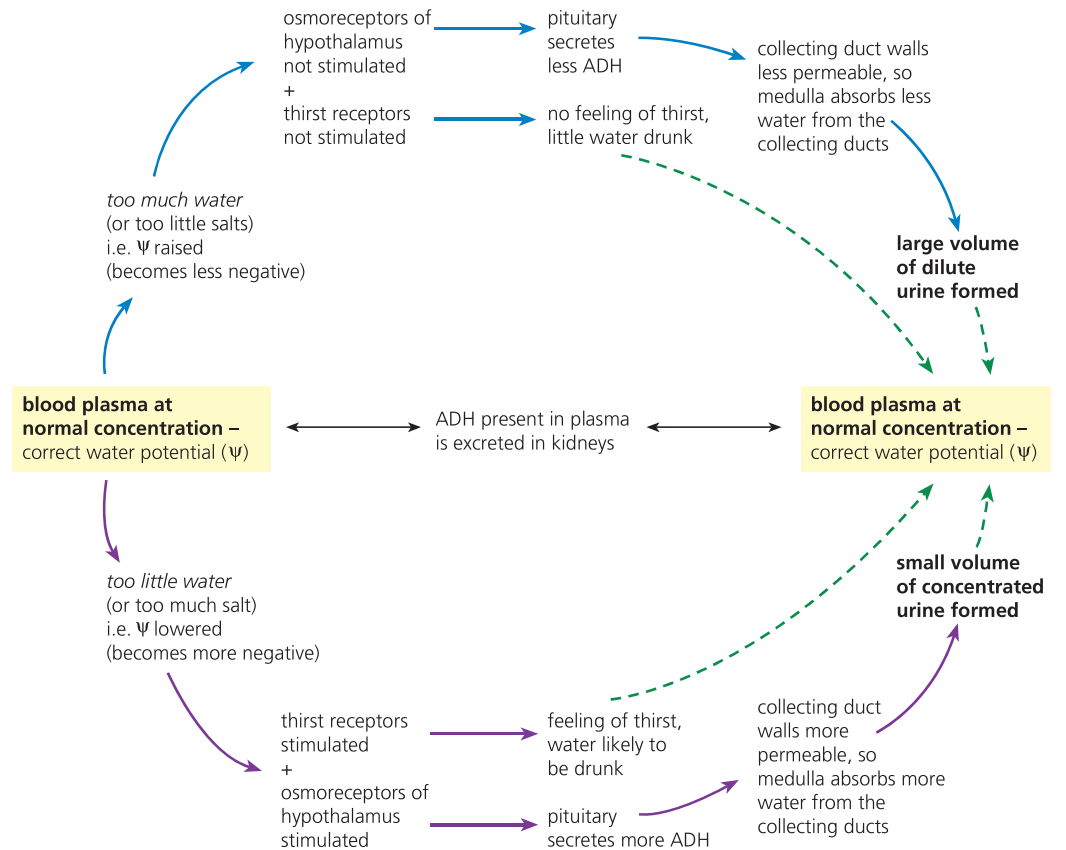 osmoreceptors of
hypothalamus
not stimulated
+
thirst receptors
not stimulated
pituitary
secretes
less ADH
no feeling of thirst,
little water drunk
collecting duct walls
less permeable, so
medulla absorbs less
water from the
collecting ducts
too much water
(or too little salts)
i.e. ψ raised
(becomes less negative)
large volume
of dilute
urine formed
blood plasma at
normal concentration –
correct water potential (ψ)
ADH present in plasma
is excreted in kidneys
blood plasma at
normal concentration –
correct water potential (ψ)
too little water
(or too much salt)
i.e. ψ lowered
(becomes more negative)
small volume
of concentrated
urine formed
thirst receptors
stimulated
+
osmoreceptors of
hypothalamus
stimulated
feeling of thirst,
water likely to
be drunk
pituitary
secretes more ADH
collecting duct
walls more
permeable, so
medulla absorbs more
water from the
collecting ducts